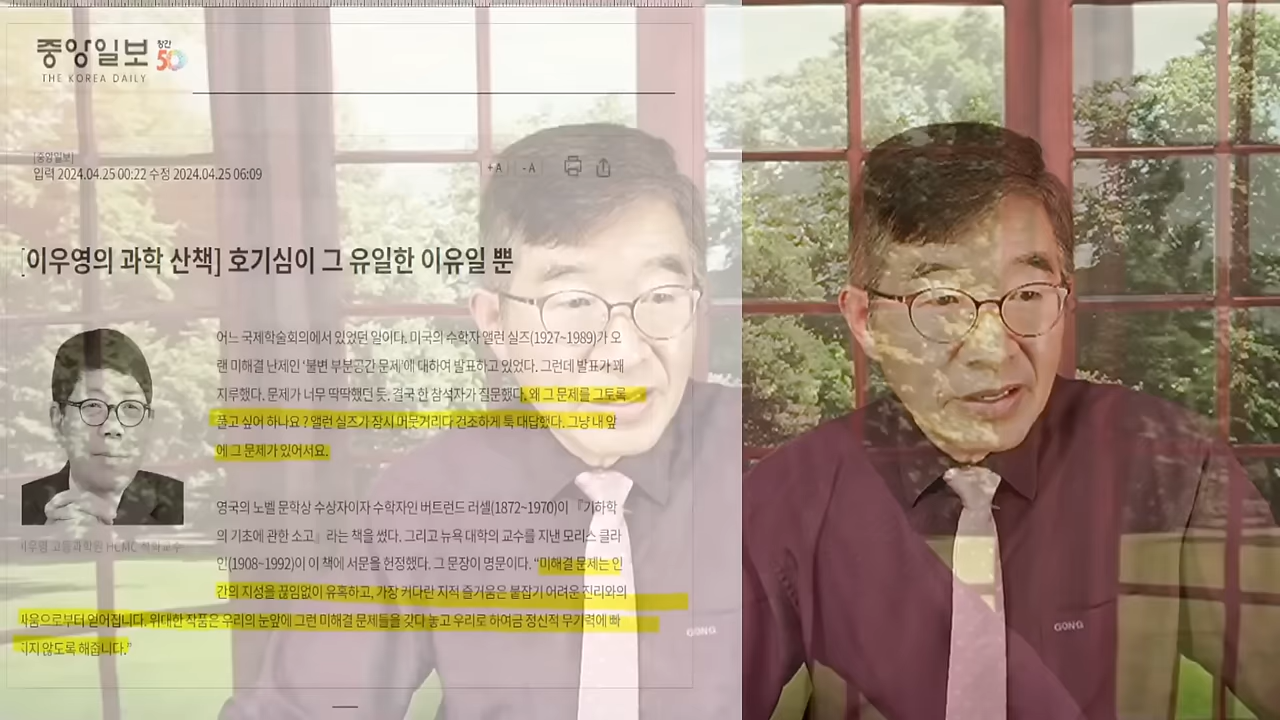 중앙일보 창간 50
THE KOREA DAILY
[중앙일보]
입력 2024.04.25 00:22 수정 2024.04.25 06:09
+A | -A
[이우영의 과학 산책] 호기심이 그 유일한 이유일 뿐
어느 국제학술회의에서 있었던 일이다. 미국의 수학자 앨런 실즈(1927~1989)가 오
랜 미해결 난제인 ‘불변 부분공간 문제’에 대하여 발표하고 있었다. 그런데 발표가 꽤
지루했다. 문제가 너무 딱딱했던 듯. 결국 한 참석자가 질문했다. 왜 그 문제를 그토록
풀고 싶어 하나요? 앨런 실즈가 잠시 머뭇거리다 건조하게 툭 대답했다. 그냥 내 앞
에 그 문제가 있어서요.
영국의 노벨 문학상 수상자이자 수학자인 버트런드 러셀(1872~1970)이 『기하학
의 기초에 관한 소고』라는 책을 썼다. 그리고 뉴욕 대학의 교수를 지낸 모리스 클라
인(1908~1992)이 이 책에 서문을 헌정했다. 그 문장이 명문이다. “미해결 문제는 인
간의 지성을 끊임없이 유혹하고, 가장 커다란 지적 즐거움은 붙잡기 어려운 진리와의
싸움으로부터 얻어집니다. 위대한 작품은 우리의 눈앞에 그런 미해결 문제들을 갖다 놓고 우리로 하여금 정신적 무기력에 빠
지지 않도록 해줍니다.”
이우영 고등과학원 HCMC 석학교수
GONG
GONG